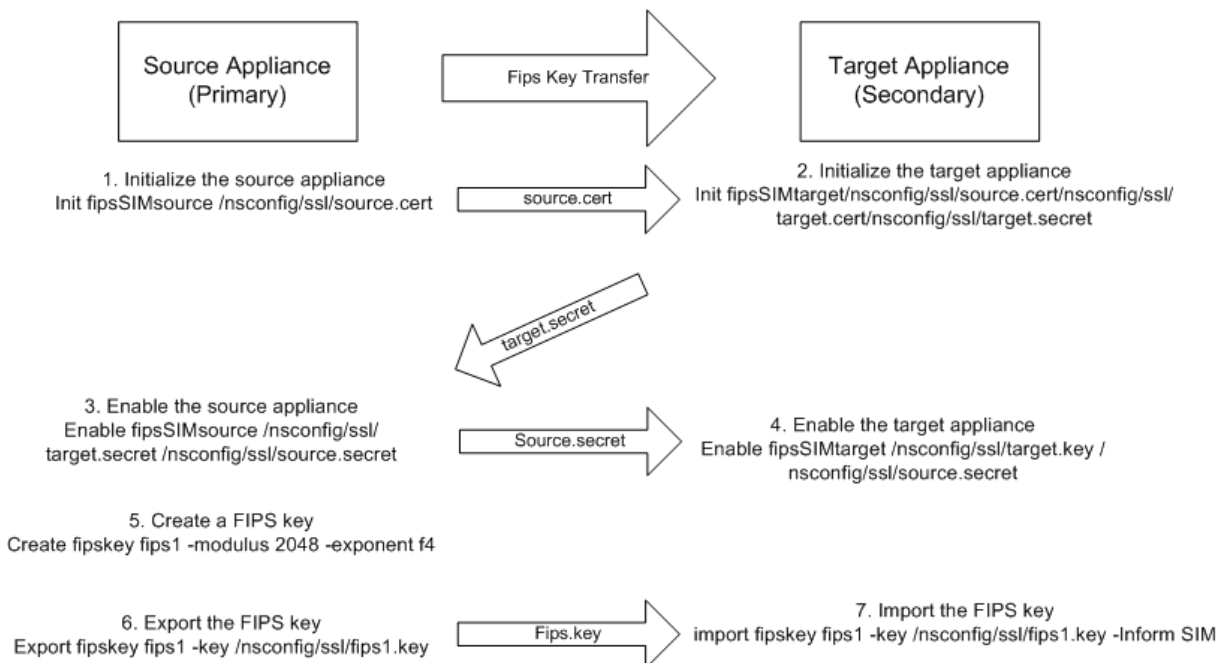 Source Appliance
(Primary)
Fips Key Transfer
Target Appliance
(Secondary)
1. Initialize the source appliance
Init fipsSIMsource /nsconfig/ssl/source.cert
source.cert
2. Initialize the target appliance
Init fipsSIMtarget/nsconfig/ssl/source.cert/nsconfig/ssl/
target.cert/nsconfig/ssl/target.secret
target.secret
3. Enable the source appliance
Enable fipsSIMsource /nsconfig/ssl/
target.secret /nsconfig/ssl/source.secret
Source.secret
4. Enable the target appliance
Enable fipsSIMtarget /nsconfig/ssl/target.key /
nsconfig/ssl/source.secret
5. Create a FIPS key
Create fipskey fips1 -modulus 2048 -exponent f4
6. Export the FIPS key
Export fipskey fips1 -key /nsconfig/ssl/fips1.key
Fips.key
7. Import the FIPS key
import fipskey fips1 -key /nsconfig/ssl/fips1.key -Inform SIM